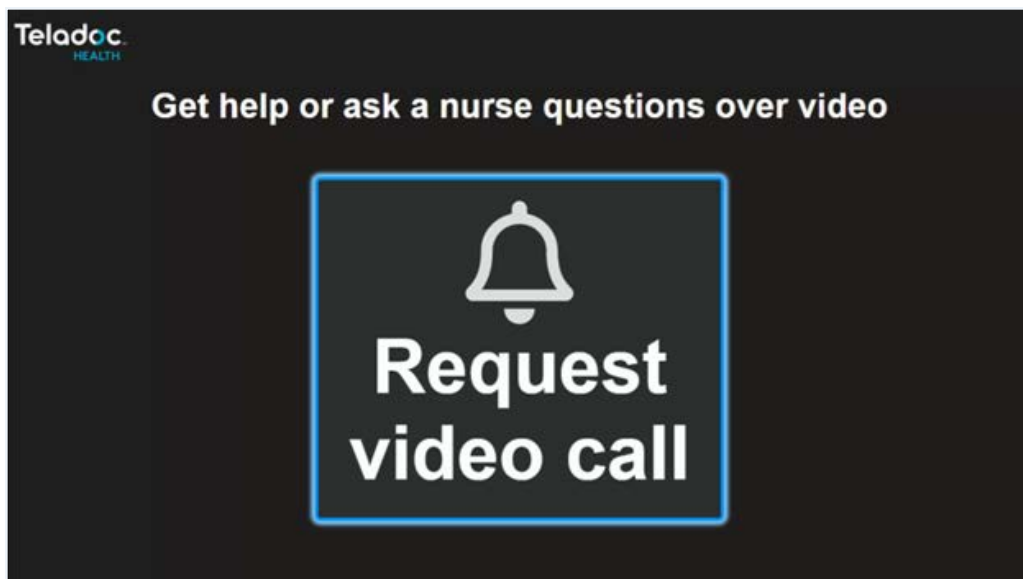 Teladoc
HEALTH
Get help or ask a nurse questions over video
Request
video call